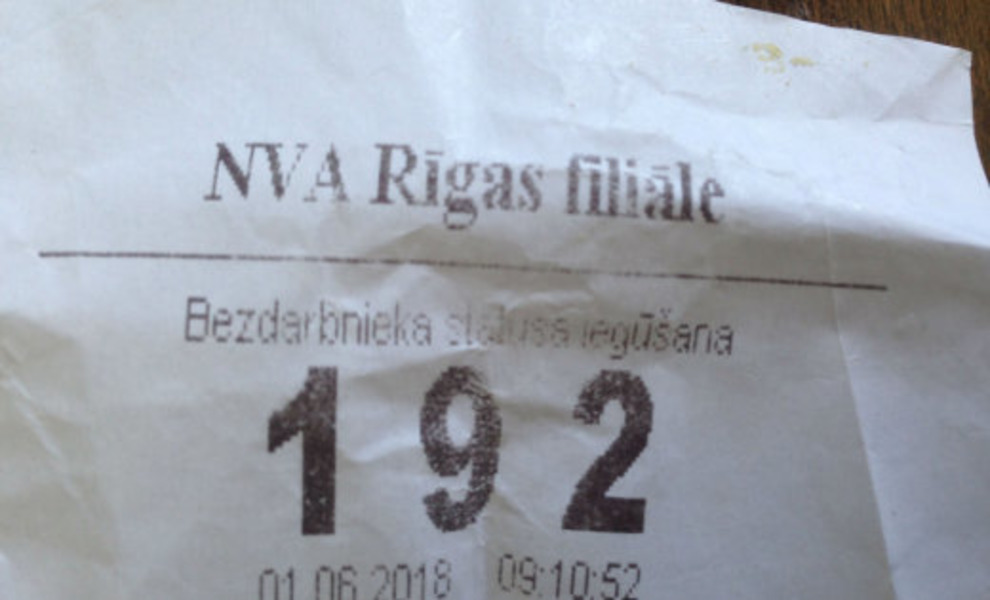 NVA Rīgas filiāle
Bezdarbnieka statusa iegūšana
192
01.06.2018 09:10:52